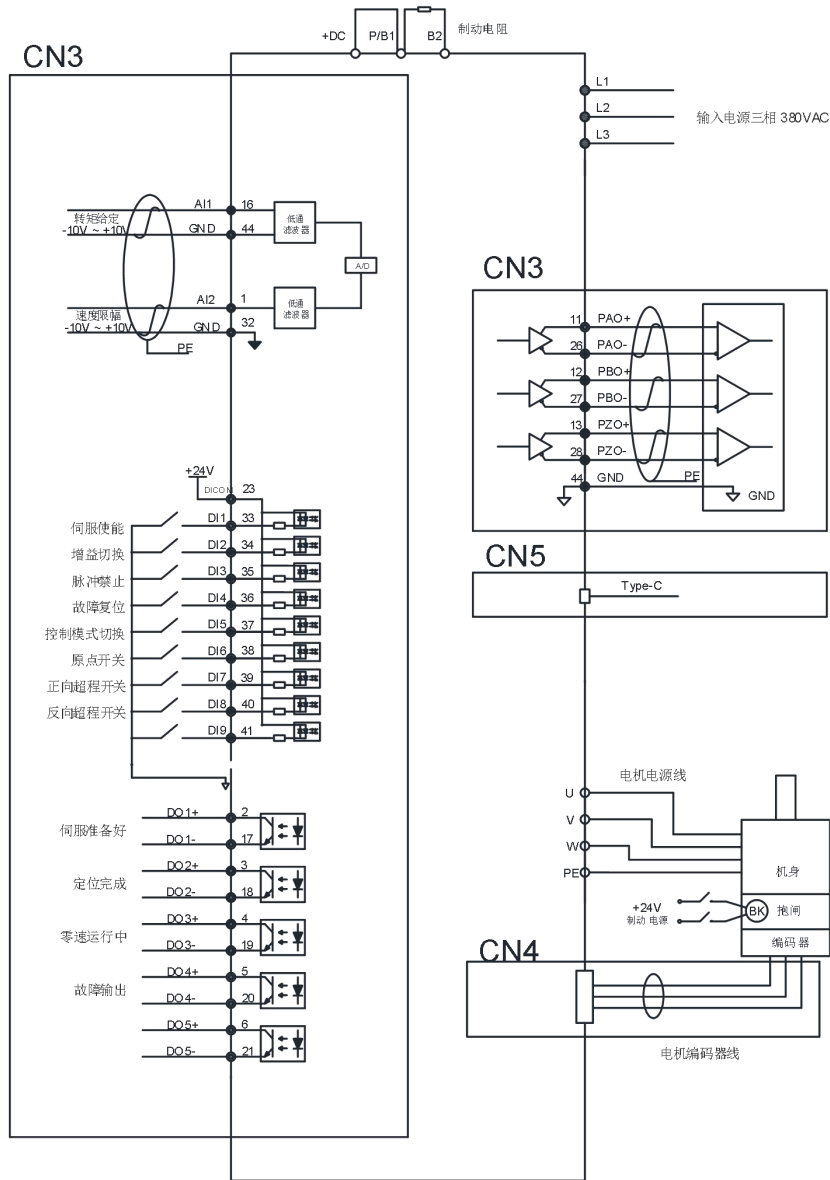 +DC P/B1 B2 制动电阻
CN3
L1
L2
L3
输入电源三相 380VAC
AI1 16
转矩给定
-10V ~ +10V
GND 44
低通
滤波器
A/D
AI2 1
速度限幅
-10V ~ +10V
GND 32
低通
滤波器
PE
CN3
11 PAO+
26 PAO-
12 PBO+
27 PBO-
13 PZO+
28 PZO-
44 GND
PE
GND
+24V
DICOM 23
伺服使能 DI1 33
增益切换 DI2 34
脉冲禁止 DI3 35
故障复位 DI4 36
控制模式切换 DI5 37
原点开关 DI6 38
正向超程开关 DI7 39
反向超程开关 DI8 40
DI9 41
CN5
Type-C
伺服准备好
DO1+ 2
DO1- 17
定位完成
DO2+ 3
DO2- 18
零速运行中
DO3+ 4
DO3- 19
故障输出
DO4+ 5
DO4- 20
DO5+ 6
DO5- 21
电机电源线
U
V
W
PE
机身
+24V
制动 电源
BK
抱闸
编码器
CN4
电机编码器线